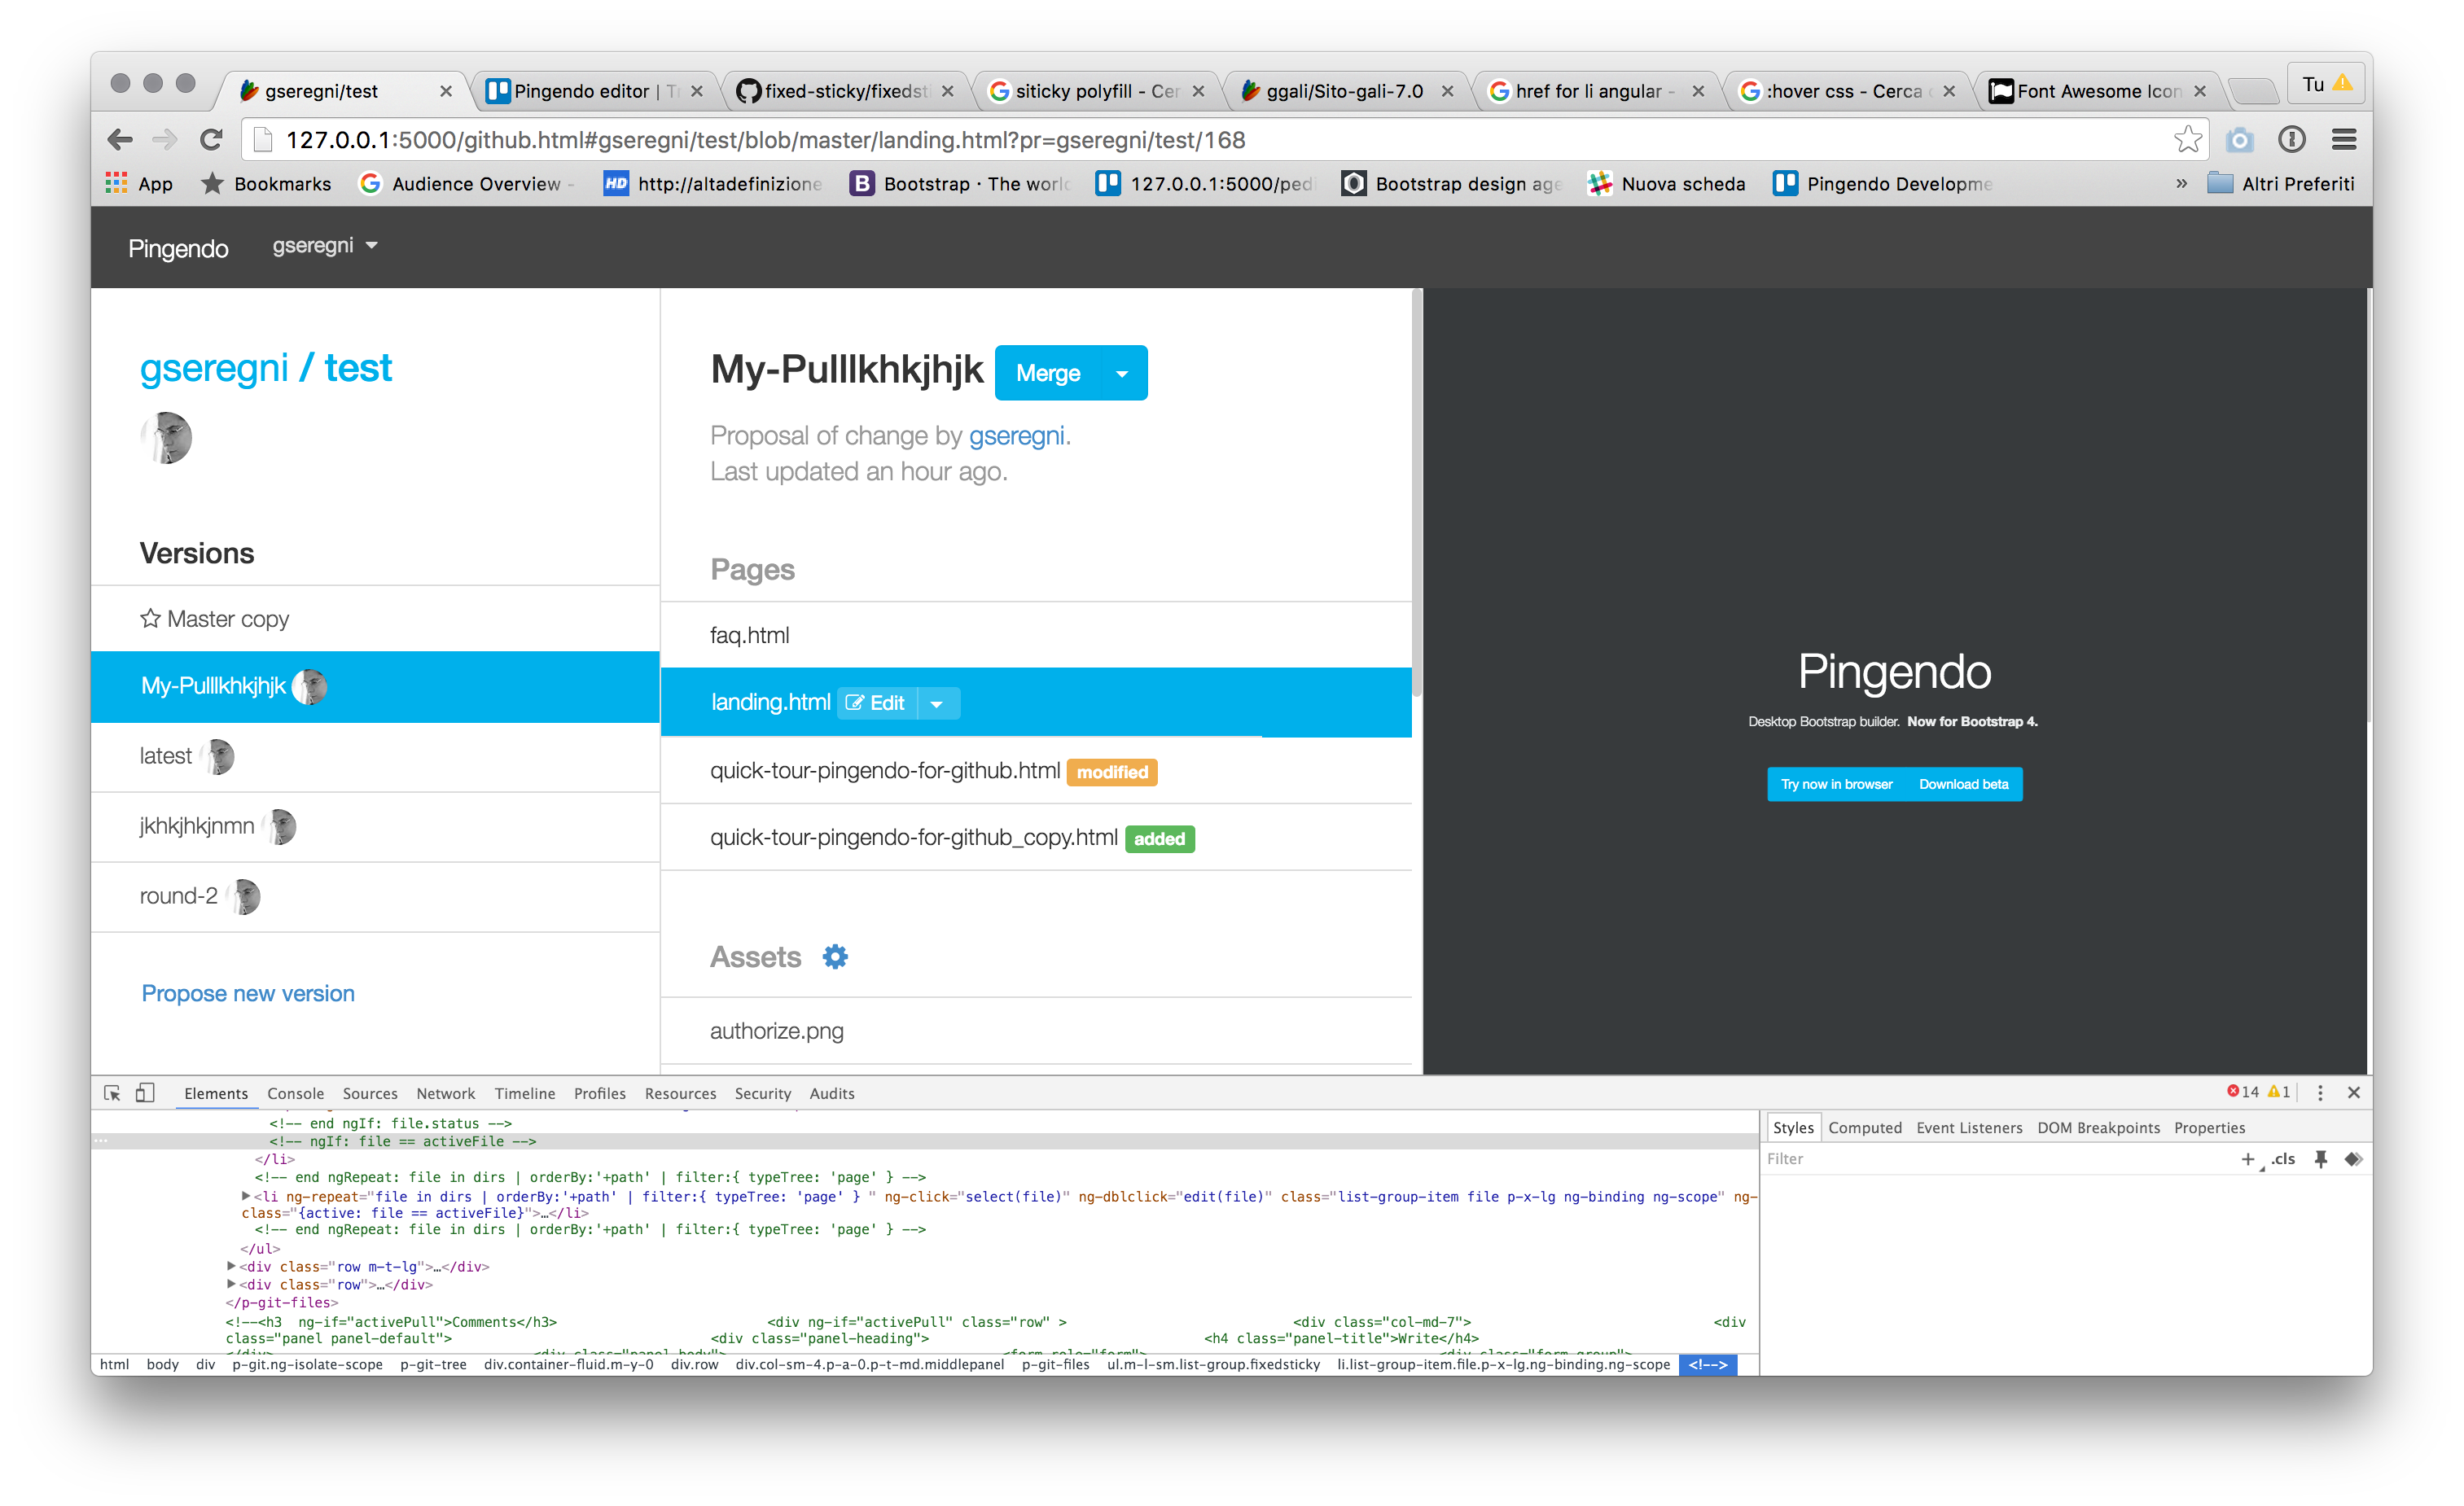 gseregni/test
Pingendo editor | Tr
fixed-sticky/fixedsti
siticky polyfill - Cer
ggali/Sito-gali-7.0
href for li angular -
:hover css - Cerca c
Font Awesome Icon
Tu
127.0.0.1:5000/github.html#gseregni/test/blob/master/landing.html?pr=gseregni/test/168
App
Bookmarks
Audience Overview -
HD http://altadefinizione
B Bootstrap · The worl
127.0.0.1:5000/ped
Bootstrap design age
Nuova scheda
Pingendo Developme
»
Altri Preferiti
Pingendo
gseregni
gseregni / test
Versions
Master copy
My-Pulllkhkjhjk
latest
jkhkjhkjnmn
round-2
Propose new version
My-Pulllkhkjhjk
Merge
Proposal of change by gseregni.
Last updated an hour ago.
Pages
faq.html
landing.html Edit
quick-tour-pingendo-for-github.html modified
quick-tour-pingendo-for-github_copy.html added
Assets
authorize.png
Pingendo
Desktop Bootstrap builder. Now for Bootstrap 4.
Try now in browser
Download beta
Elements Console Sources Network Timeline Profiles Resources Security Audits
14 1
<!-- end ngIf: file.status -->
<!-- ngIf: file == activeFile -->
</li>
<!-- end ngRepeat: file in dirs | orderBy:'+path' | filter:{ typeTree: 'page' } -->
<li ng-repeat="file in dirs | orderBy:'+path' | filter:{ typeTree: 'page' } " ng-click="select(file)" ng-dblclick="edit(file)" class="list-group-item file p-x-lg ng-binding ng-scope" ng-
class="{active: file == activeFile}">…</li>
<!-- end ngRepeat: file in dirs | orderBy:'+path' | filter:{ typeTree: 'page' } -->
</ul>
<div class="row m-t-lg">…</div>
<div class="row">…</div>
</p-git-files>
<!--<h3  ng-if="activePull">Comments</h3> <div ng-if="activePull" class="row" > <div class="col-md-7"> <div
class="panel panel-default"> <div class="panel-heading"> <h4 class="panel-title">Write</h4>
</div> <div class="panel-body"> <form role="form"> <div class="form-group">
html body div p-git.ng-isolate-scope p-git-tree div.container-fluid.m-y-0 div.row div.col-sm-4.p-a-0.p-t-md.middlepanel p-git-files ul.m-l-sm.list-group.fixedsticky li.list-group-item.file.p-x-lg.ng-binding.ng-scope <!-->
Styles Computed Event Listeners DOM Breakpoints Properties
Filter
+ .cls